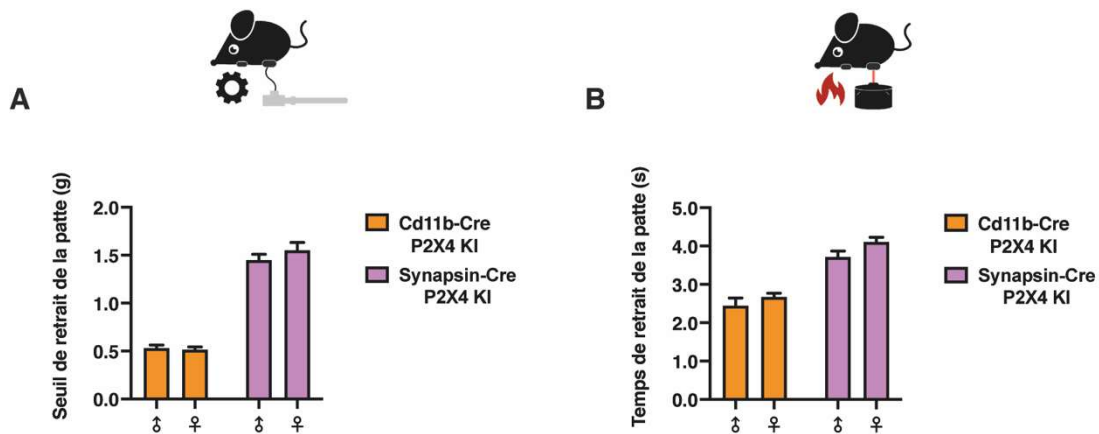 A
Seuil de retrait de la patte (g)
2.0
1.5
1.0
0.5
0.0
♂ ♀ ♂ ♀
Cd11b-Cre
P2X4 KI
Synapsin-Cre
P2X4 KI
B
Temps de retrait de la patte (s)
5.0
4.0
3.0
2.0
1.0
0.0
♂ ♀ ♂ ♀
Cd11b-Cre
P2X4 KI
Synapsin-Cre
P2X4 KI